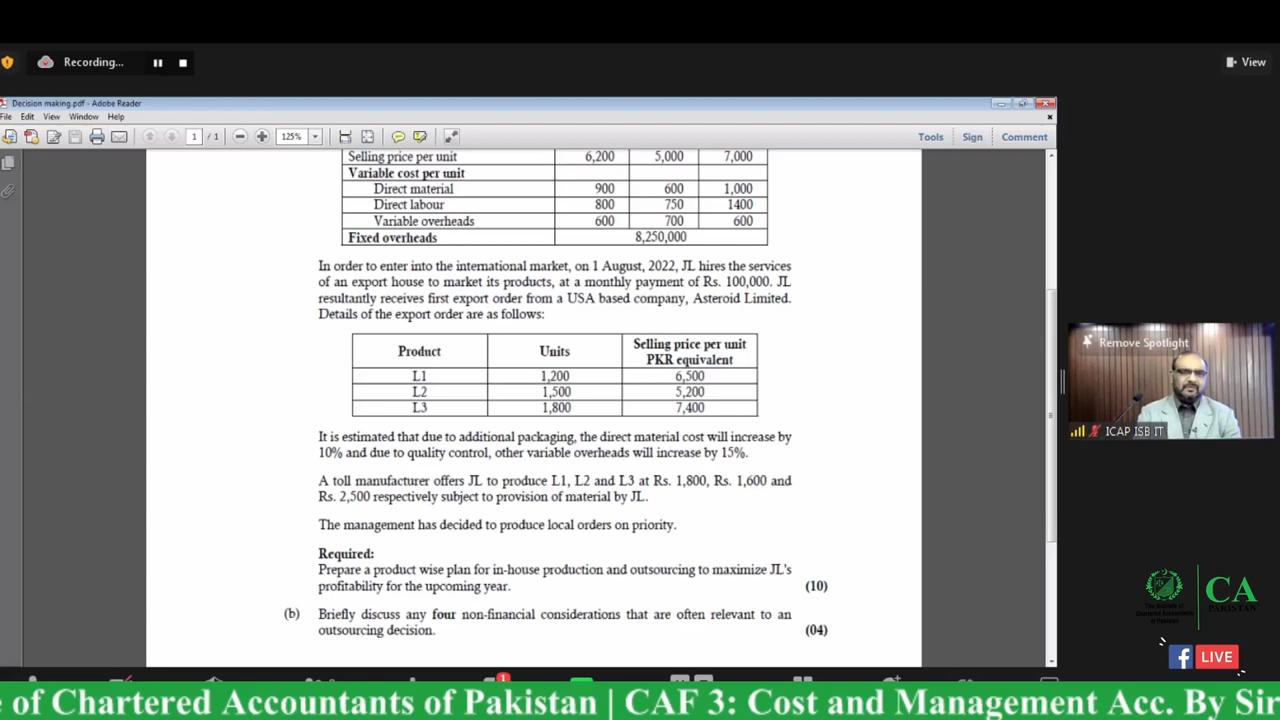 Recording...
View
Decision making.pdf - Adobe Reader
File Edit View Window Help
1 / 1 125% Tools Sign Comment
Selling price per unit 6,200 5,000 7,000
Variable cost per unit
Direct material 900 600 1,000
Direct labour 800 750 1400
Variable overheads 600 700 600
Fixed overheads 8,250,000
In order to enter into the international market, on 1 August, 2022, JL hires the services
of an export house to market its products, at a monthly payment of Rs. 100,000. JL
resultantly receives first export order from a USA based company, Asteroid Limited.
Details of the export order are as follows:
Product Units Selling price per unit
PKR equivalent
L1 1,200 6,500
L2 1,500 5,200
L3 1,800 7,400
It is estimated that due to additional packaging, the direct material cost will increase by
10% and due to quality control, other variable overheads will increase by 15%.
A toll manufacturer offers JL to produce L1, L2 and L3 at Rs. 1,800, Rs. 1,600 and
Rs. 2,500 respectively subject to provision of material by JL.
The management has decided to produce local orders on priority.
Required:
Prepare a product wise plan for in-house production and outsourcing to maximize JL's
profitability for the upcoming year. (10)
(b) Briefly discuss any four non-financial considerations that are often relevant to an
outsourcing decision. (04)
Remove Spotlight
ICAP ISB IT
CA
PAKISTAN
The Institute of
Chartered Accountants
of Pakistan
f LIVE
1
e of Chartered Accountants of Pakistan | CAF 3: Cost and Management Acc. By Sir